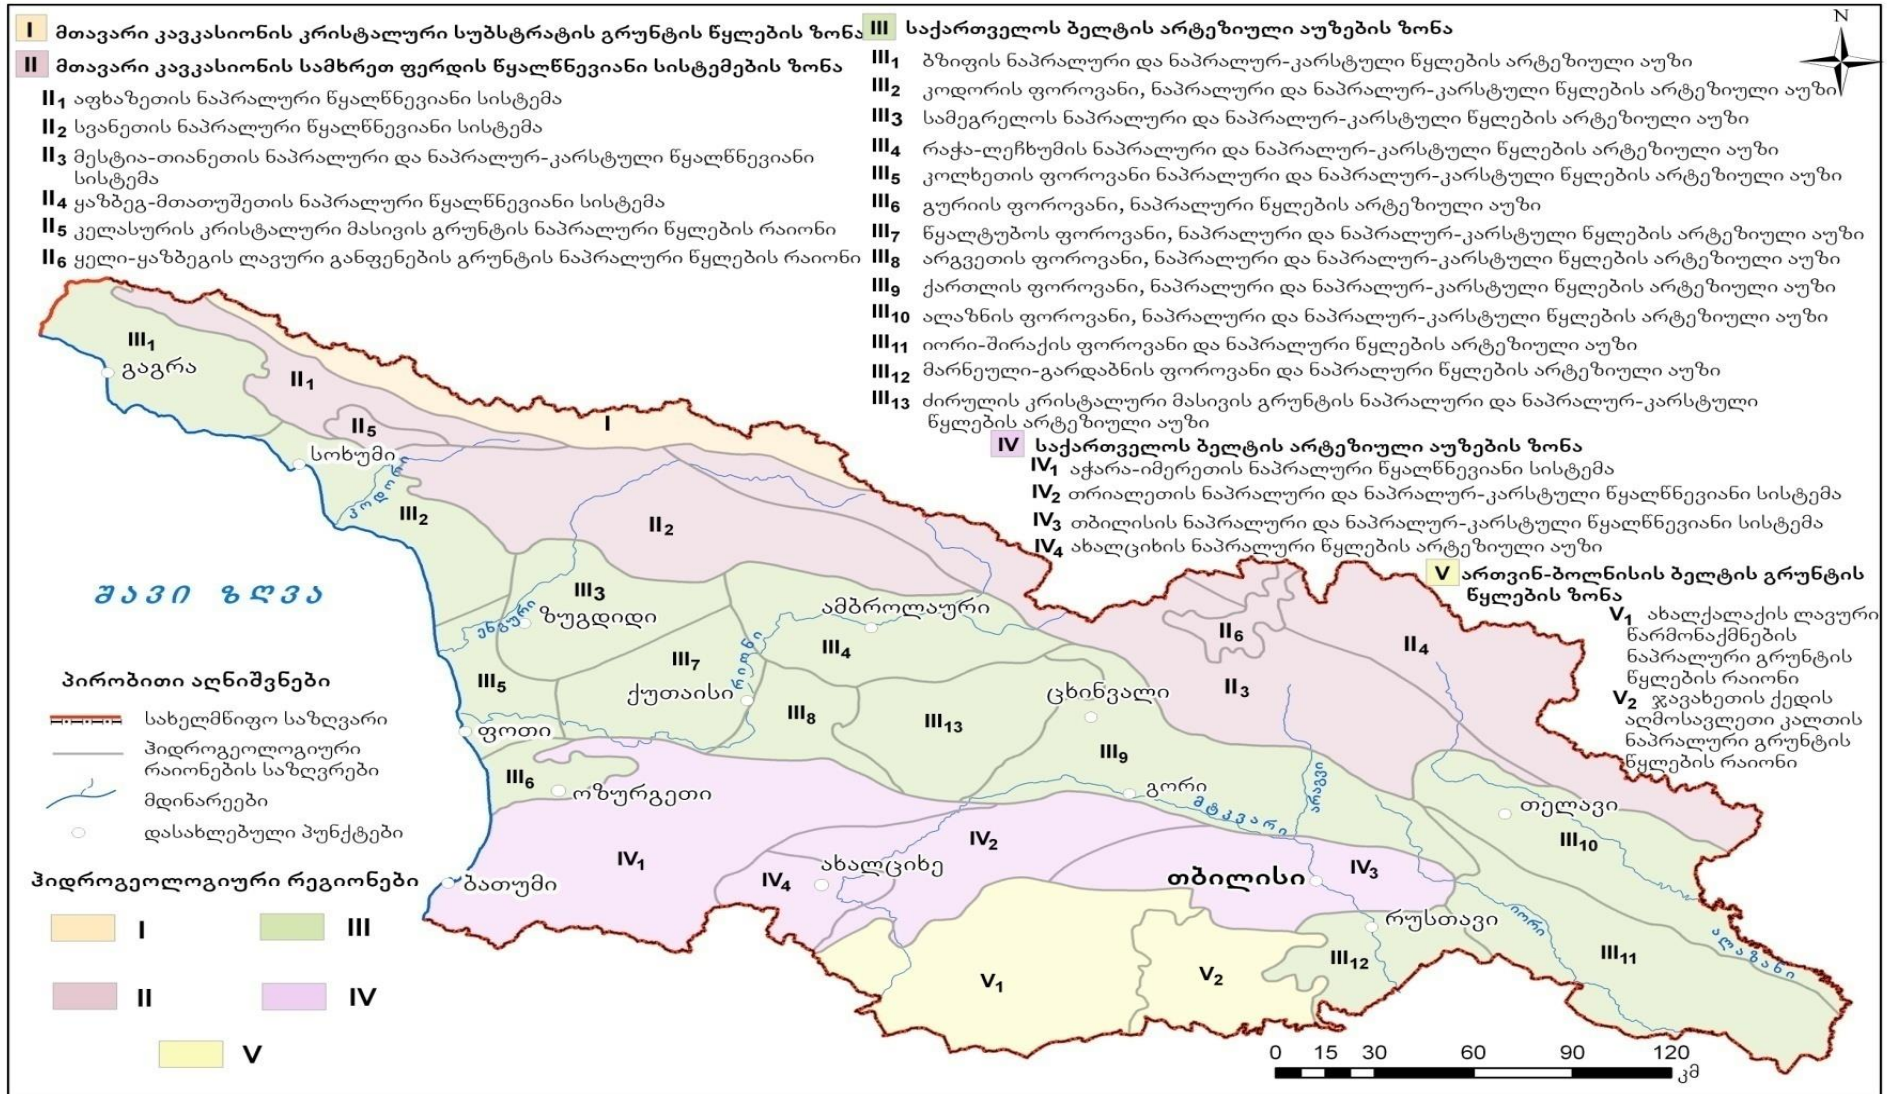 I მთავარი კავკასიონის კრისტალური სუბსტრატის გრუნტის წყლების ზონა
II მთავარი კავკასიონის სამხრეთ ფერდის წყალწნევიანი სისტემების ზონა
II1 აფხაზეთის ნაპრალური წყალწნევიანი სისტემა
II2 სვანეთის ნაპრალური წყალწნევიანი სისტემა
II3 მესტია-თიანეთის ნაპრალური და ნაპრალურ-კარსტული წყალწნევიანი
სისტემა
II4 ყაზბეგ-მთათუშეთის ნაპრალური წყალწნევიანი სისტემა
II5 კელასურის კრისტალური მასივის გრუნტის ნაპრალური წყლების რაიონი
II6 ყელი-ყაზბეგის ლავური განფენების გრუნტის ნაპრალური წყლების რაიონი
III საქართველოს ბელტის არტეზიული აუზების ზონა
III1 ბზიფის ნაპრალური და ნაპრალურ-კარსტული წყლების არტეზიული აუზი
III2 კოდორის ფოროვანი, ნაპრალური და ნაპრალურ-კარსტული წყლების არტეზიული აუზი
III3 სამეგრელოს ნაპრალური და ნაპრალურ-კარსტული წყლების არტეზიული აუზი
III4 რაჭა-ლეჩხუმის ნაპრალური და ნაპრალურ-კარსტული წყლების არტეზიული აუზი
III5 კოლხეთის ფოროვანი ნაპრალური და ნაპრალურ-კარსტული წყლების არტეზიული აუზი
III6 გურიის ფოროვანი, ნაპრალური წყლების არტეზიული აუზი
III7 წყალტუბოს ფოროვანი, ნაპრალური და ნაპრალურ-კარსტული წყლების არტეზიული აუზი
III8 არგვეთის ფოროვანი, ნაპრალური და ნაპრალურ-კარსტული წყლების არტეზიული აუზი
III9 ქართლის ფოროვანი, ნაპრალური და ნაპრალურ-კარსტული წყლების არტეზიული აუზი
III10 ალაზნის ფოროვანი, ნაპრალური და ნაპრალურ-კარსტული წყლების არტეზიული აუზი
III11 იორი-შირაქის ფოროვანი და ნაპრალური წყლების არტეზიული აუზი
III12 მარნეული-გარდაბნის ფოროვანი და ნაპრალური წყლების არტეზიული აუზი
III13 ძირულის კრისტალური მასივის გრუნტის ნაპრალური და ნაპრალურ-კარსტული
წყლების არტეზიული აუზი
IV საქართველოს ბელტის არტეზიული აუზების ზონა
IV1 აჭარა-იმერეთის ნაპრალური წყალწნევიანი სისტემა
IV2 თრიალეთის ნაპრალური და ნაპრალურ-კარსტული წყალწნევიანი სისტემა
IV3 თბილისის ნაპრალური და ნაპრალურ-კარსტული წყალწნევიანი სისტემა
IV4 ახალციხის ნაპრალური წყლების არტეზიული აუზი
V ართვინ-ბოლნისის ბელტის გრუნტის
წყლების ზონა
V1 ახალქალაქის ლავური
წარმონაქმნების
ნაპრალური გრუნტის
წყლების რაიონი
V2 ჯავახეთის ქედის
აღმოსავლეთი კალთის
ნაპრალური გრუნტის
წყლების რაიონი
N
III1
გაგრა
II1
II5
I
სოხუმი
კოდორი
III2
II2
შავი ზღვა
III3
ზუგდიდი
ენგური
ამბროლაური
III4
რიონი
III7
ქუთაისი
III5
ფოთი
III8
III13
ცხინვალი
III9
II6
II4
II3
III6
ოზურგეთი
გორი
მტკვარი
არაგვი
თელავი
III10
IV1
IV2
IV4
ახალციხე
თბილისი
IV3
ბათუმი
რუსთავი
იორი
ალაზანი
III11
III12
V1
V2
პირობითი აღნიშვნები
სახელმწიფო საზღვარი
ჰიდროგეოლოგიური
რაიონების საზღვრები
მდინარეები
დასახლებული პუნქტები
ჰიდროგეოლოგიური რეგიონები
I III
II IV
V
0 15 30 60 90 120
კმ